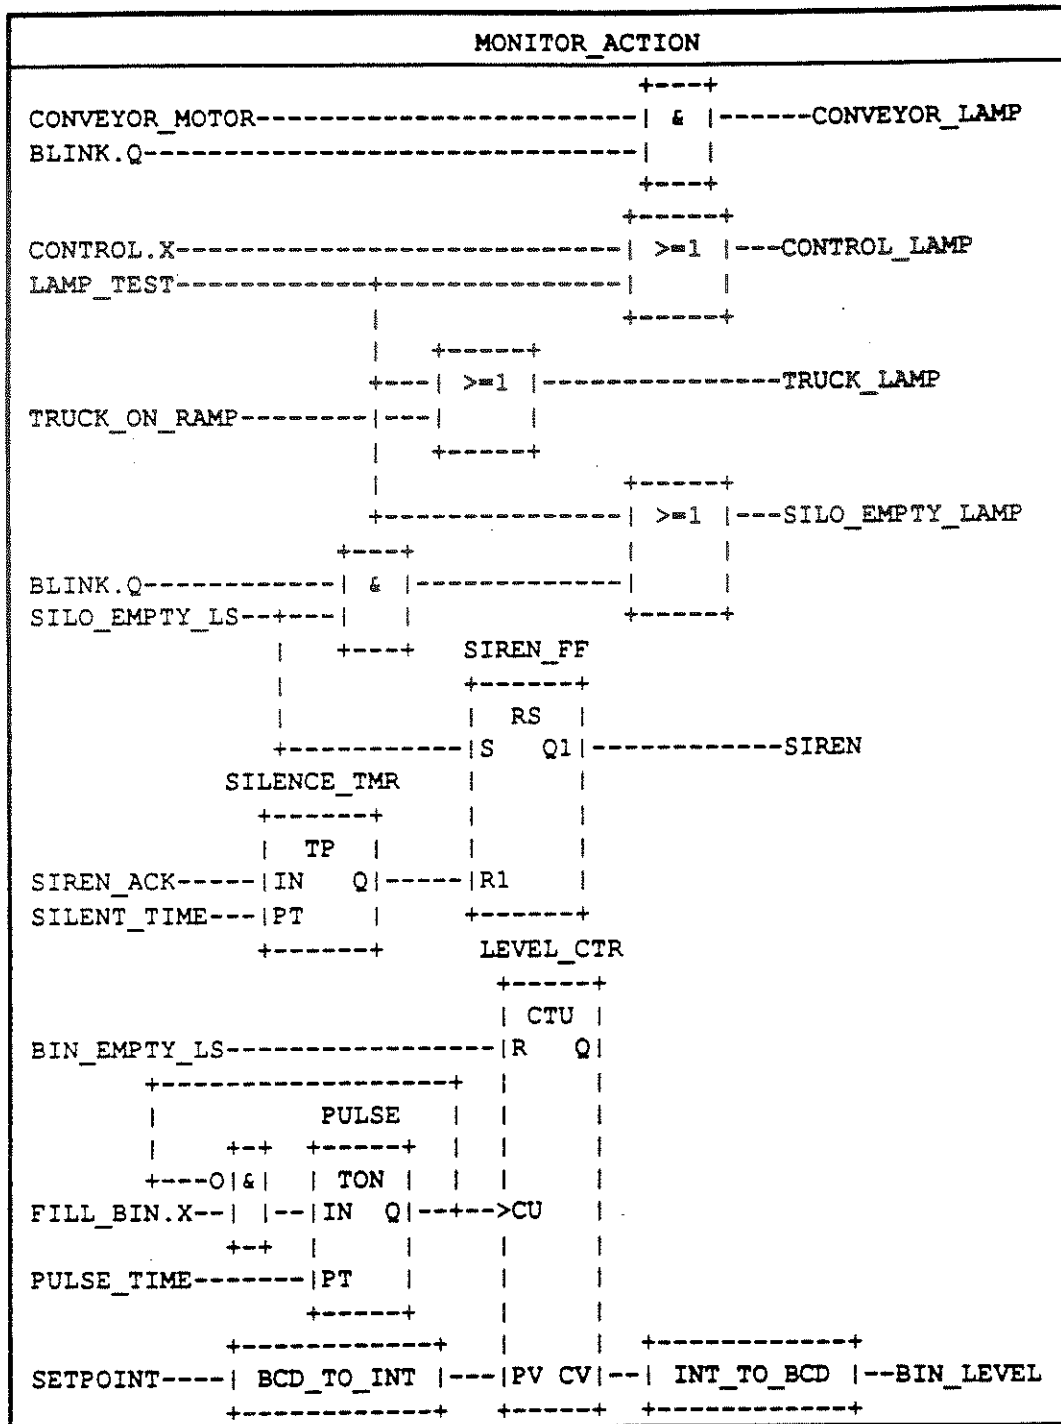 MONITOR_ACTION
+----+
CONVEYOR_MOTOR-----------------------| & |------CONVEYOR_LAMP
BLINK.Q------------------------------| |
+----+
+------+
CONTROL.X---------------------------| >=1 |---CONTROL_LAMP
LAMP_TEST------------+--------------| |
| +------+
| +------+
+---| >=1 |---------------TRUCK_LAMP
TRUCK_ON_RAMP--------|---| |
| +------+
| +------+
+---------------| >=1 |---SILO_EMPTY_LAMP
+----+ | |
BLINK.Q------------| & |-------------| |
SILO_EMPTY_LS--+---| | +------+
| +----+ SIREN_FF
| +-------+
| | RS |
+------------|S Q1|------------SIREN
SILENCE_TMR | |
+-------+ | |
| TP | | |
SIREN_ACK-----|IN Q|-----|R1 |
SILENT_TIME---|PT | +-------+
+-------+ LEVEL_CTR
+------+
| CTU |
BIN_EMPTY_LS-----------------|R Q|
+------------------+ | |
| PULSE | | |
| +-+ +------+ | | |
+---O|&| | TON | | | |
FILL_BIN.X--| |--|IN Q|--+-->CU |
+-+ | | | |
PULSE_TIME-------|PT | | |
+------+ | |
+------------+ | | +------------+
SETPOINT----| BCD_TO_INT |---|PV CV|--| INT_TO_BCD |--BIN_LEVEL
+------------+ +------+ +------------+